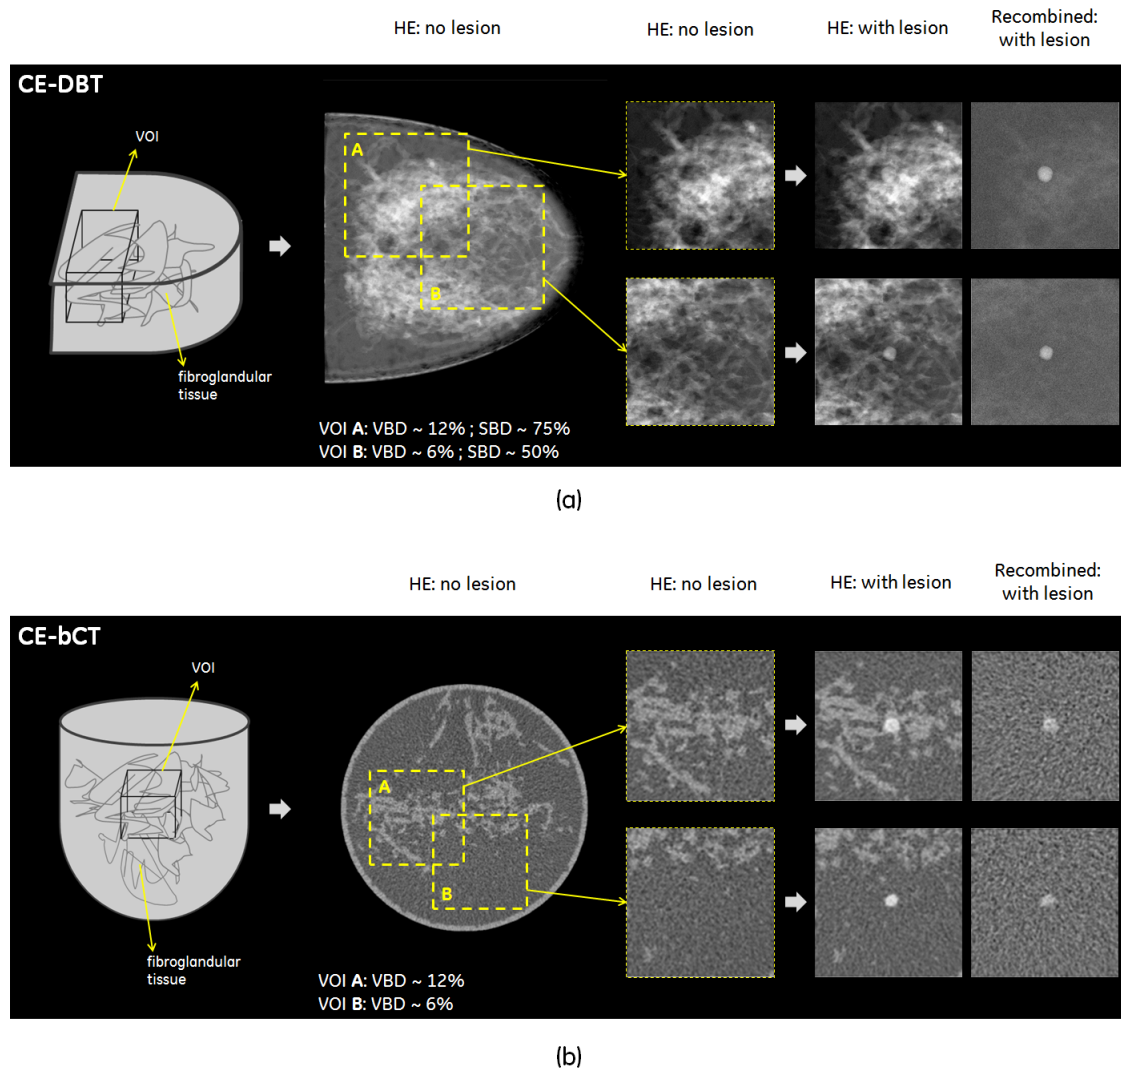 HE: no lesion
HE: no lesion
HE: with lesion
Recombined:
with lesion
CE-DBT
VOI
A
B
fibroglandular
tissue
VOI A: VBD ~ 12% ; SBD ~ 75%
VOI B: VBD ~ 6% ; SBD ~ 50%
(a)
HE: no lesion
HE: no lesion
HE: with lesion
Recombined:
with lesion
CE-bCT
VOI
A
B
fibroglandular
tissue
VOI A: VBD ~ 12%
VOI B: VBD ~ 6%
(b)